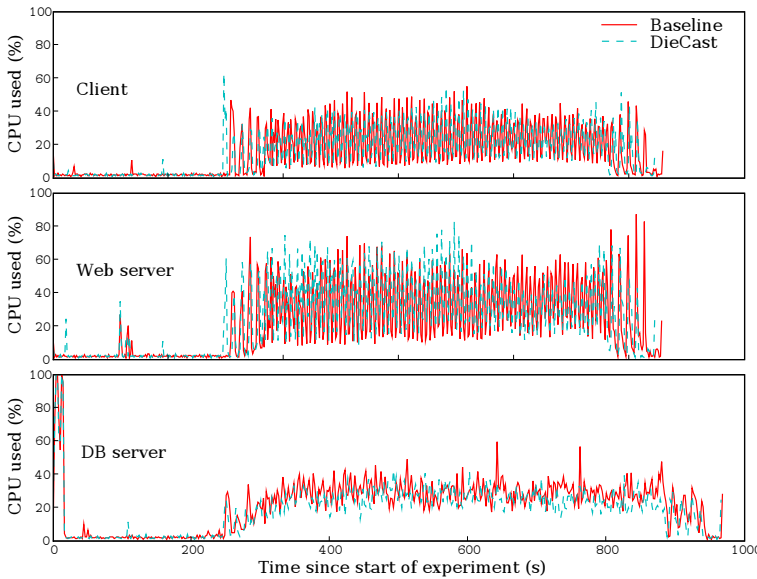 Baseline
DieCast
100
80
60
40
20
0
CPU used (%)
Client
100
80
60
40
20
0
CPU used (%)
Web server
100
80
60
40
20
0
CPU used (%)
DB server
0 200 400 600 800 1000
Time since start of experiment (s)